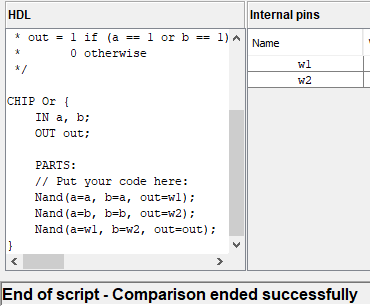 HDL
Internal pins
* out = 1 if (a == 1 or b == 1)
*       0 otherwise
*/
CHIP Or {
    IN a, b;
    OUT out;
    PARTS:
    // Put your code here:
    Nand(a=a, b=a, out=w1);
    Nand(a=b, b=b, out=w2);
    Nand(a=w1, b=w2, out=out);
}
Name
w1
w2
End of script - Comparison ended successfully